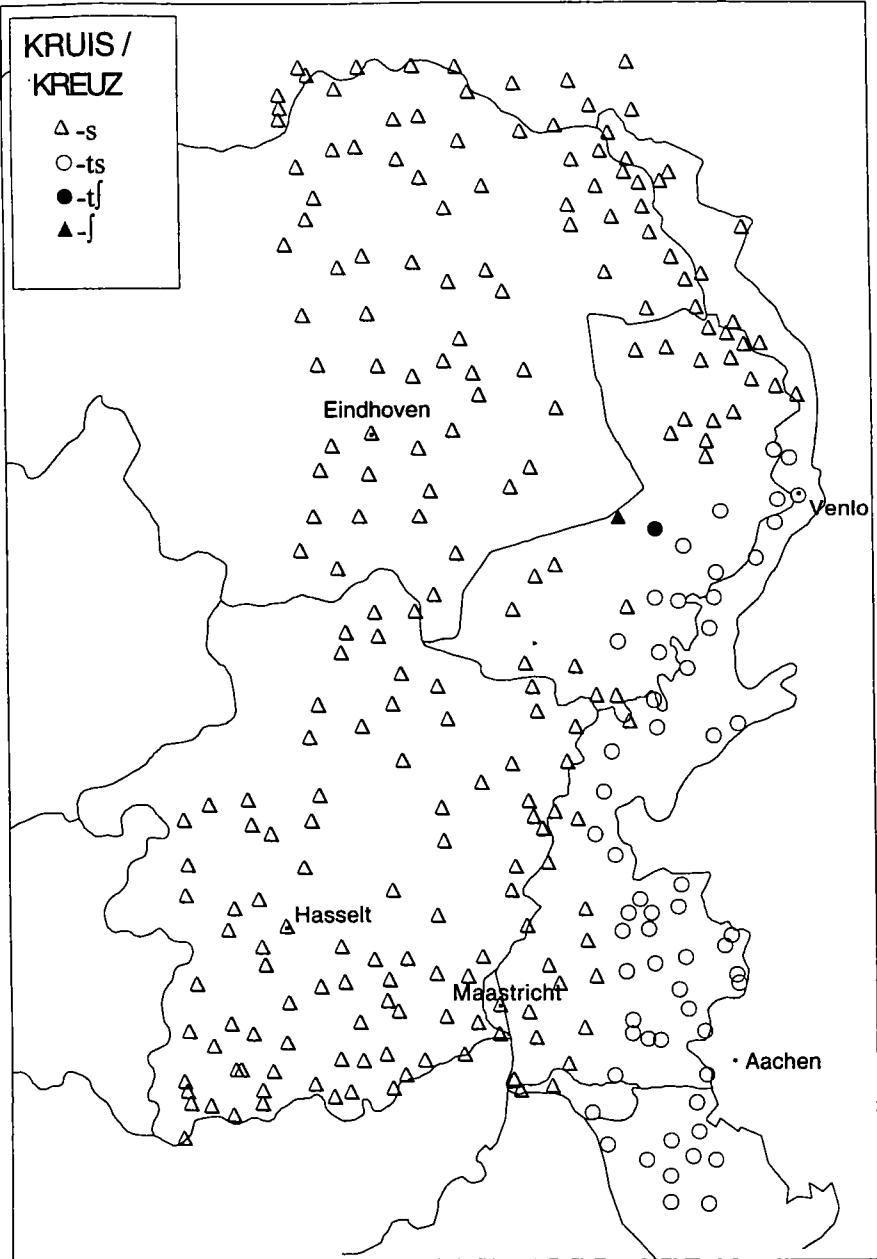 KRUIS /
KREUZ
-s
-ts
-tʃ
-ʃ
Eindhoven
Venlo
Hasselt
Maastricht
Aachen